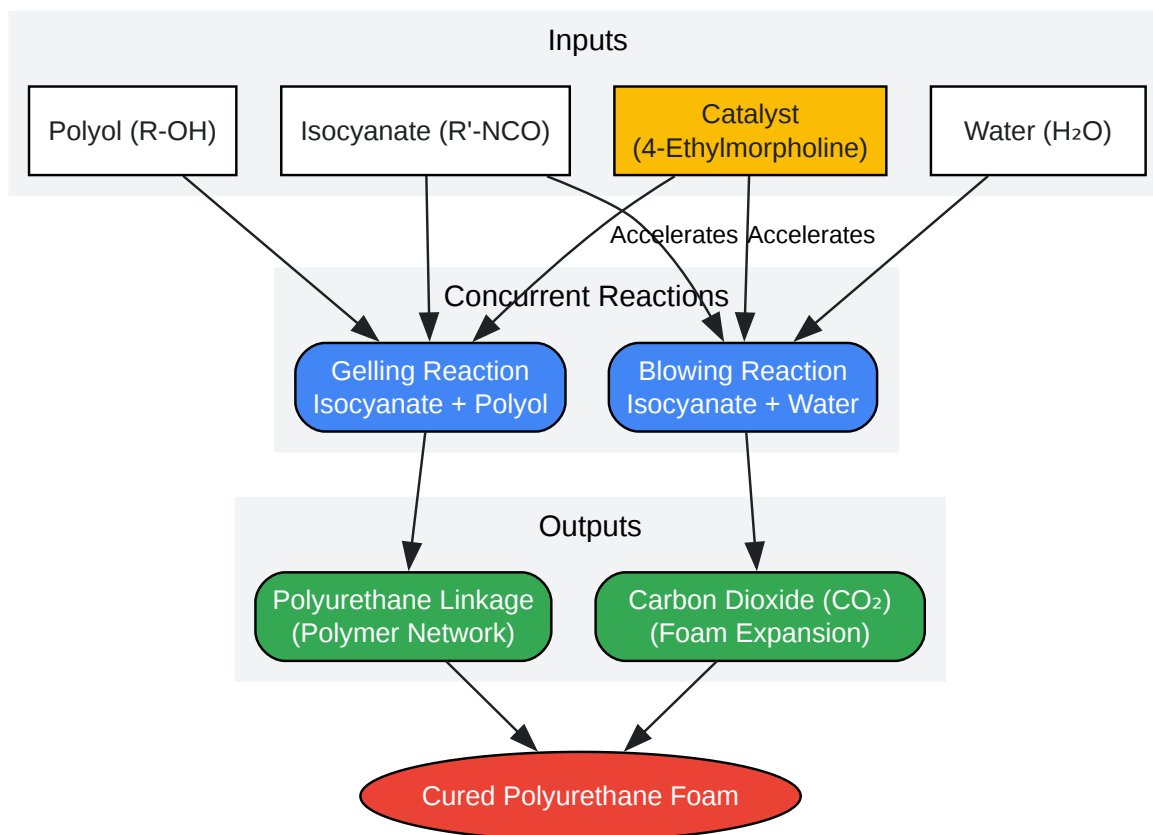 Inputs
Polyol (R-OH)
Isocyanate (R'-NCO)
Catalyst
(4-Ethylmorpholine)
Water (H₂O)
Accelerates
Accelerates
Concurrent Reactions
Gelling Reaction
Isocyanate + Polyol
Blowing Reaction
Isocyanate + Water
Outputs
Polyurethane Linkage
(Polymer Network)
Carbon Dioxide (CO₂)
(Foam Expansion)
Cured Polyurethane Foam